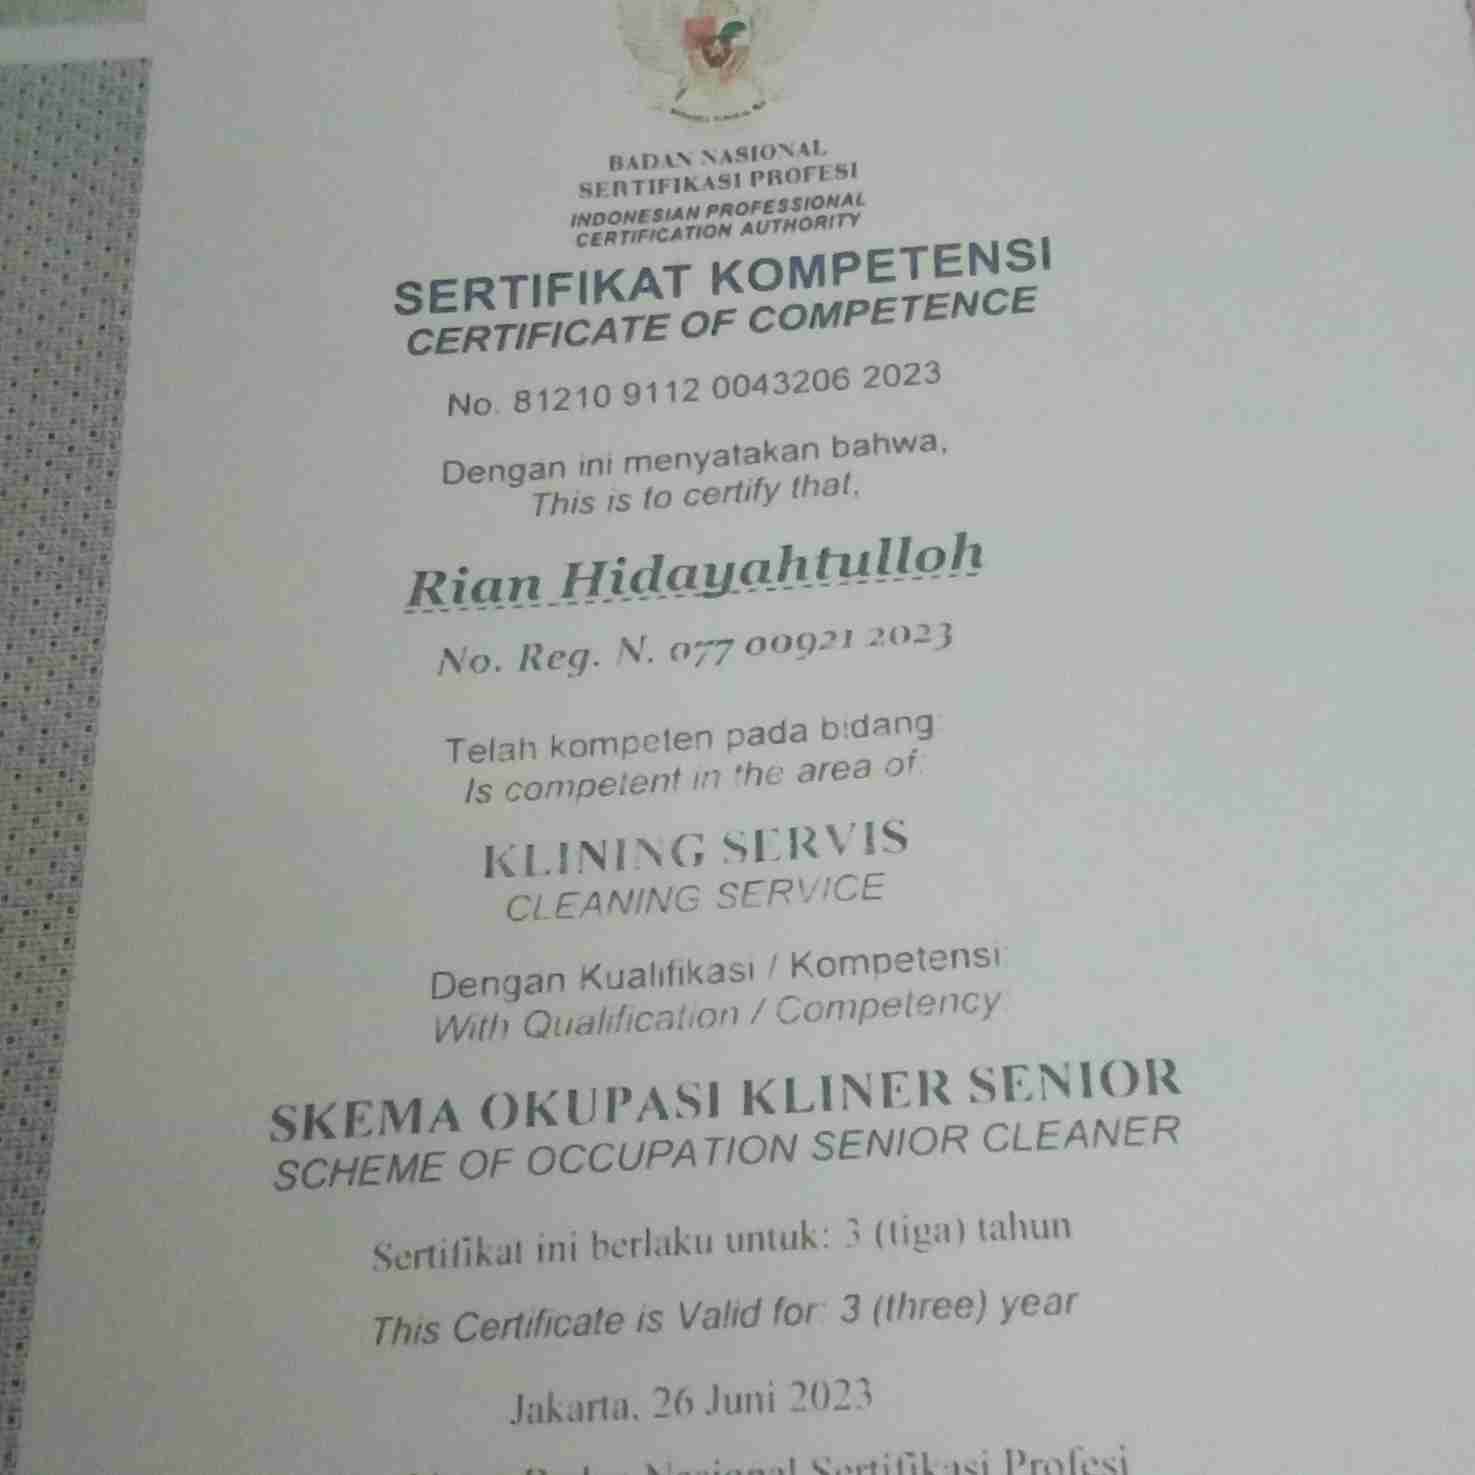 BADAN NASIONAL
SERTIFIKASI PROFESI
INDONESIAN PROFESSIONAL
CERTIFICATION AUTHORITY
SERTIFIKAT KOMPETENSI
CERTIFICATE OF COMPETENCE
No. 81210 9112 0043206 2023
Dengan ini menyatakan bahwa,
This is to certify that,
Rian Hidayahtulloh
No. Reg. N. 077 00921 2023
Telah kompeten pada bidang:
Is competent in the area of:
KLINING SERVIS
CLEANING SERVICE
Dengan Kualifikasi / Kompetensi:
With Qualification / Competency:
SKEMA OKUPASI KLINER SENIOR
SCHEME OF OCCUPATION SENIOR CLEANER
Sertifikat ini berlaku untuk: 3 (tiga) tahun
This Certificate is Valid for: 3 (three) year
Jakarta, 26 Juni 2023
Badan Nasional Sertifikasi Profesi